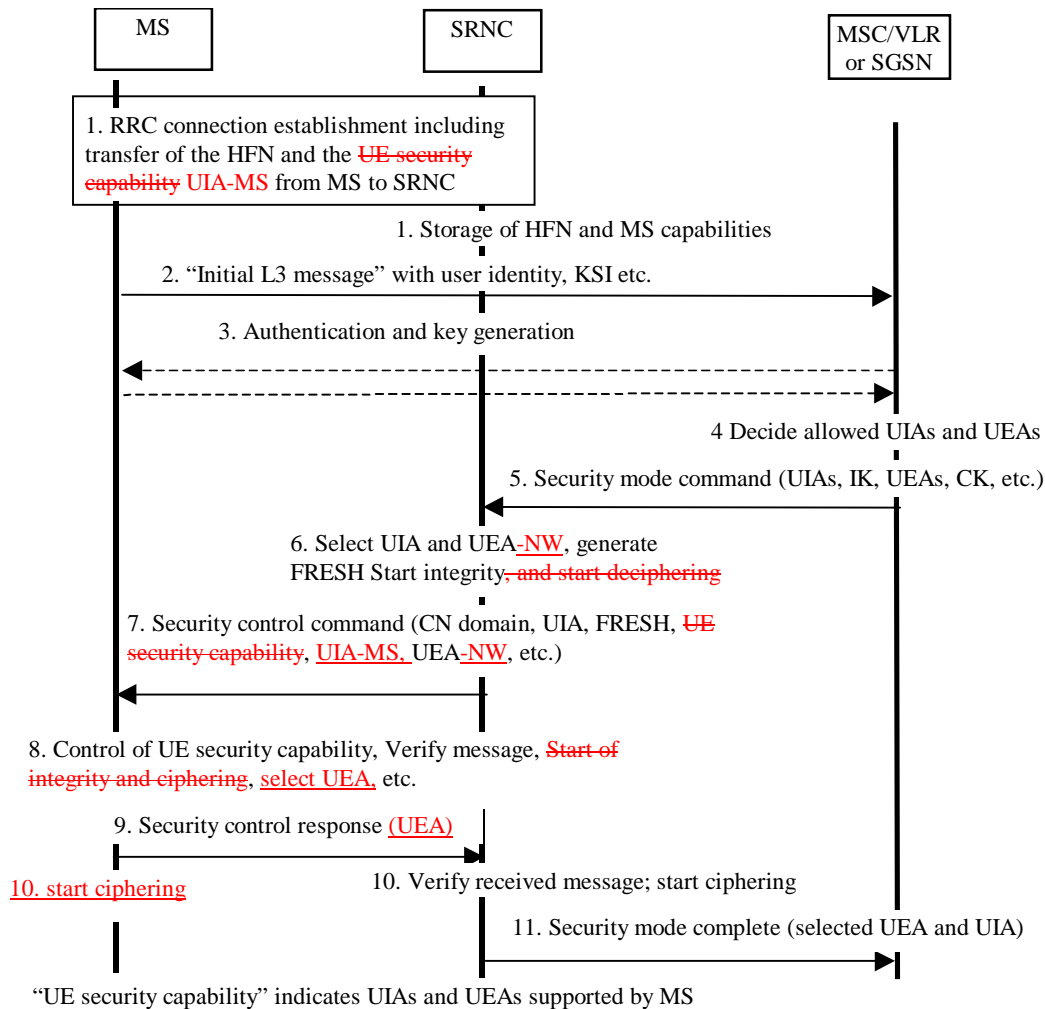 MS
SRNC
MSC/VLR
or SGSN
1. RRC connection establishment including
transfer of the HFN and the UE security
capability UIA-MS from MS to SRNC
1. Storage of HFN and MS capabilities
2. “Initial L3 message” with user identity, KSI etc.
3. Authentication and key generation
4 Decide allowed UIAs and UEAs
5. Security mode command (UIAs, IK, UEAs, CK, etc.)
6. Select UIA and UEA-NW, generate
FRESH Start integrity, and start deciphering
7. Security control command (CN domain, UIA, FRESH, UE
security capability, UIA-MS, UEA-NW, etc.)
8. Control of UE security capability, Verify message, Start of
integrity and ciphering, select UEA, etc.
9. Security control response (UEA)
10. start ciphering
10. Verify received message; start ciphering
11. Security mode complete (selected UEA and UIA)
“UE security capability” indicates UIAs and UEAs supported by MS